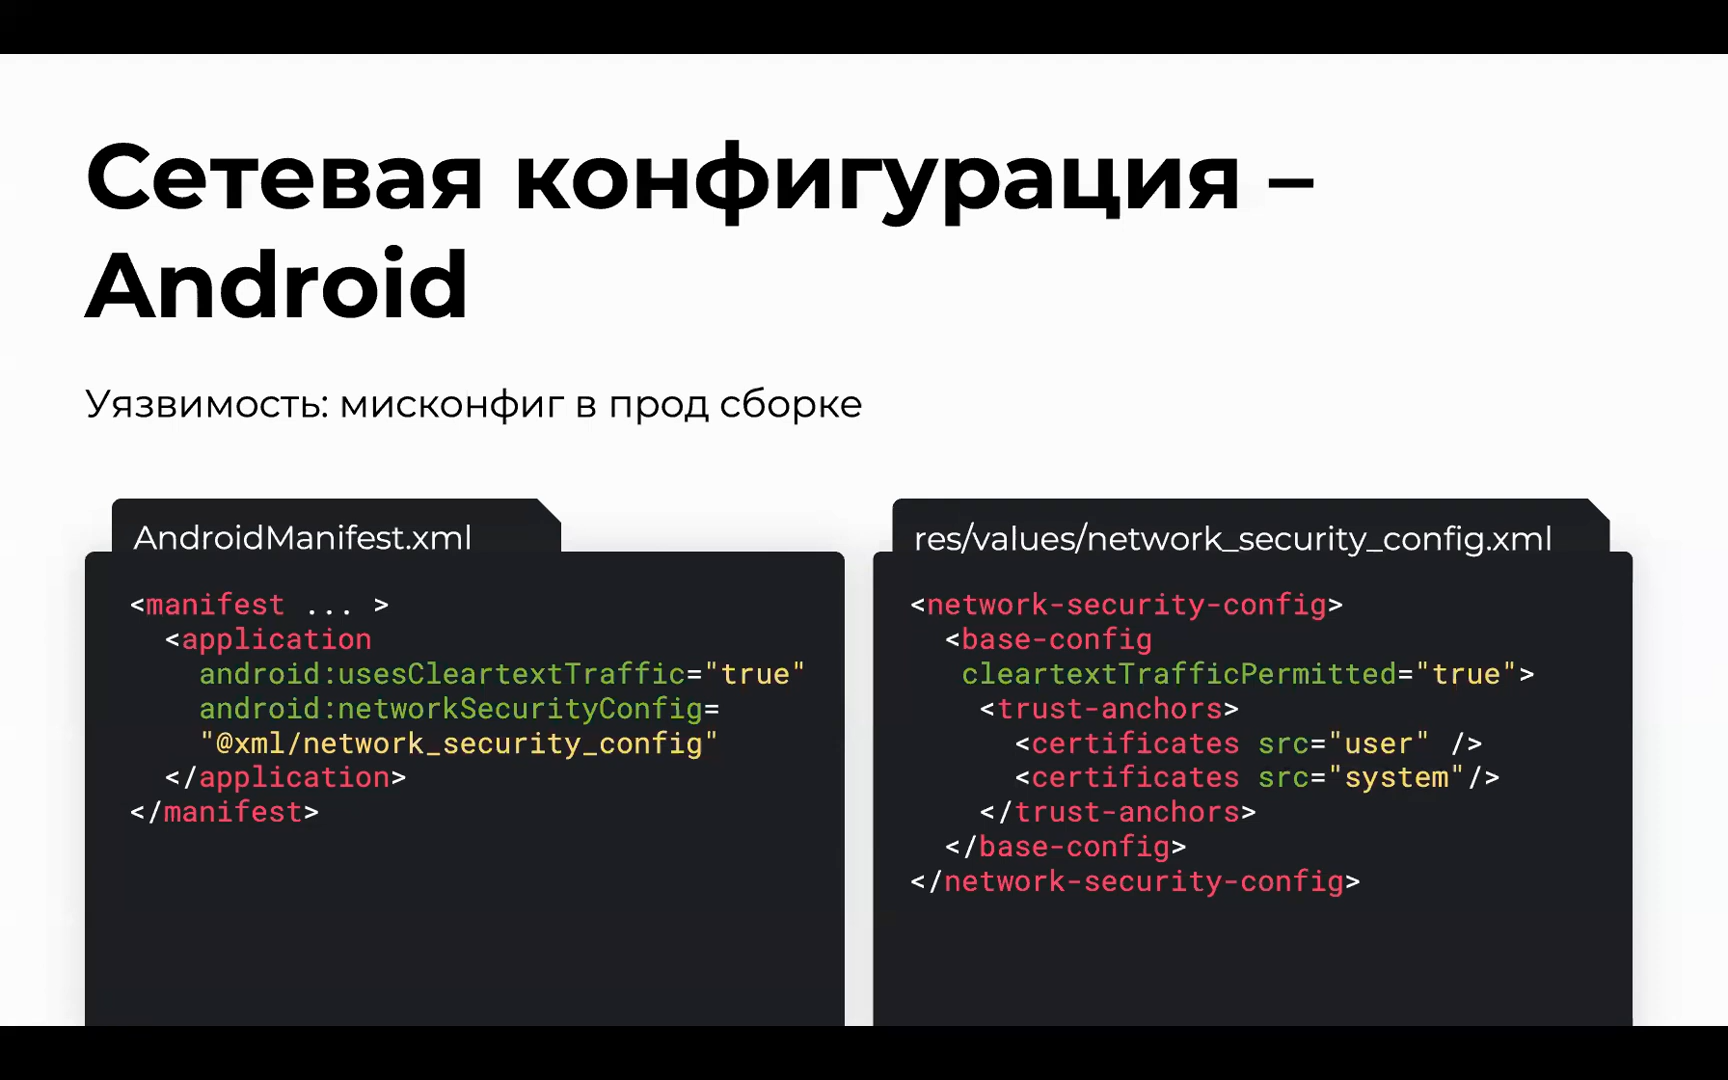 Сетевая конфигурация –
Android
Уязвимость: мисконфиг в прод сборке
AndroidManifest.xml
<manifest ... >
  <application
    android:usesCleartextTraffic="true"
    android:networkSecurityConfig=
    "@xml/network_security_config"
  </application>
</manifest>
res/values/network_security_config.xml
<network-security-config>
  <base-config
   cleartextTrafficPermitted="true">
    <trust-anchors>
      <certificates src="user" />
      <certificates src="system"/>
    </trust-anchors>
  </base-config>
</network-security-config>